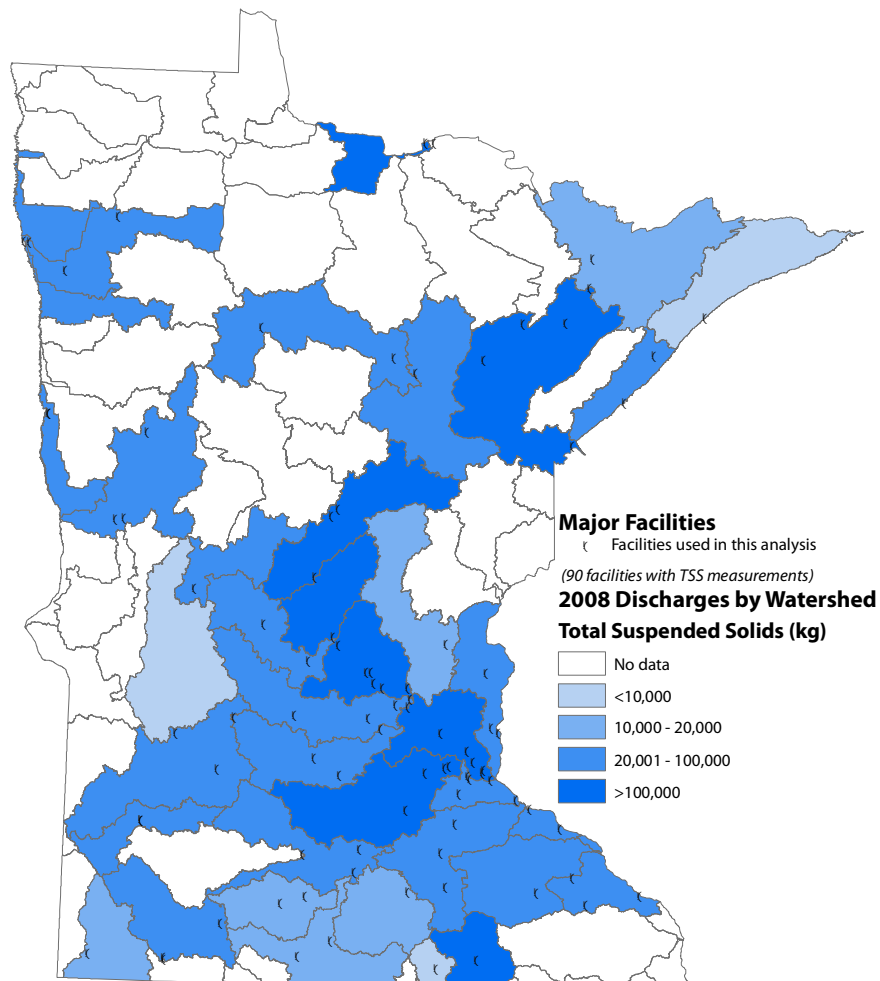 Major Facilities
Facilities used in this analysis
(90 facilities with TSS measurements)
2008 Discharges by Watershed
Total Suspended Solids (kg)
No data
<10,000
10,000 - 20,000
20,001 - 100,000
>100,000